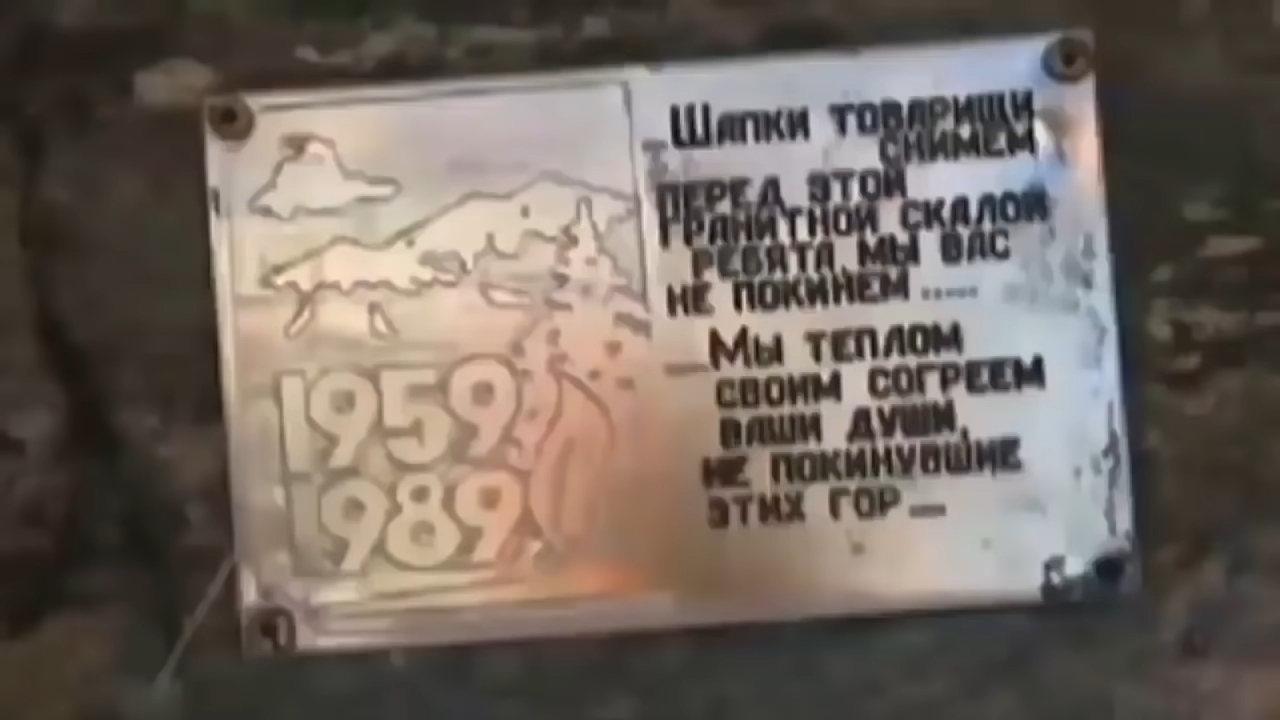 1959
1989
Шапки товарищи
снимем
перед этой
гранитной скалой
ребята мы вас
не покинем .....
Мы теплом
своим согреем
ваши души,
не покинувшие
этих гор